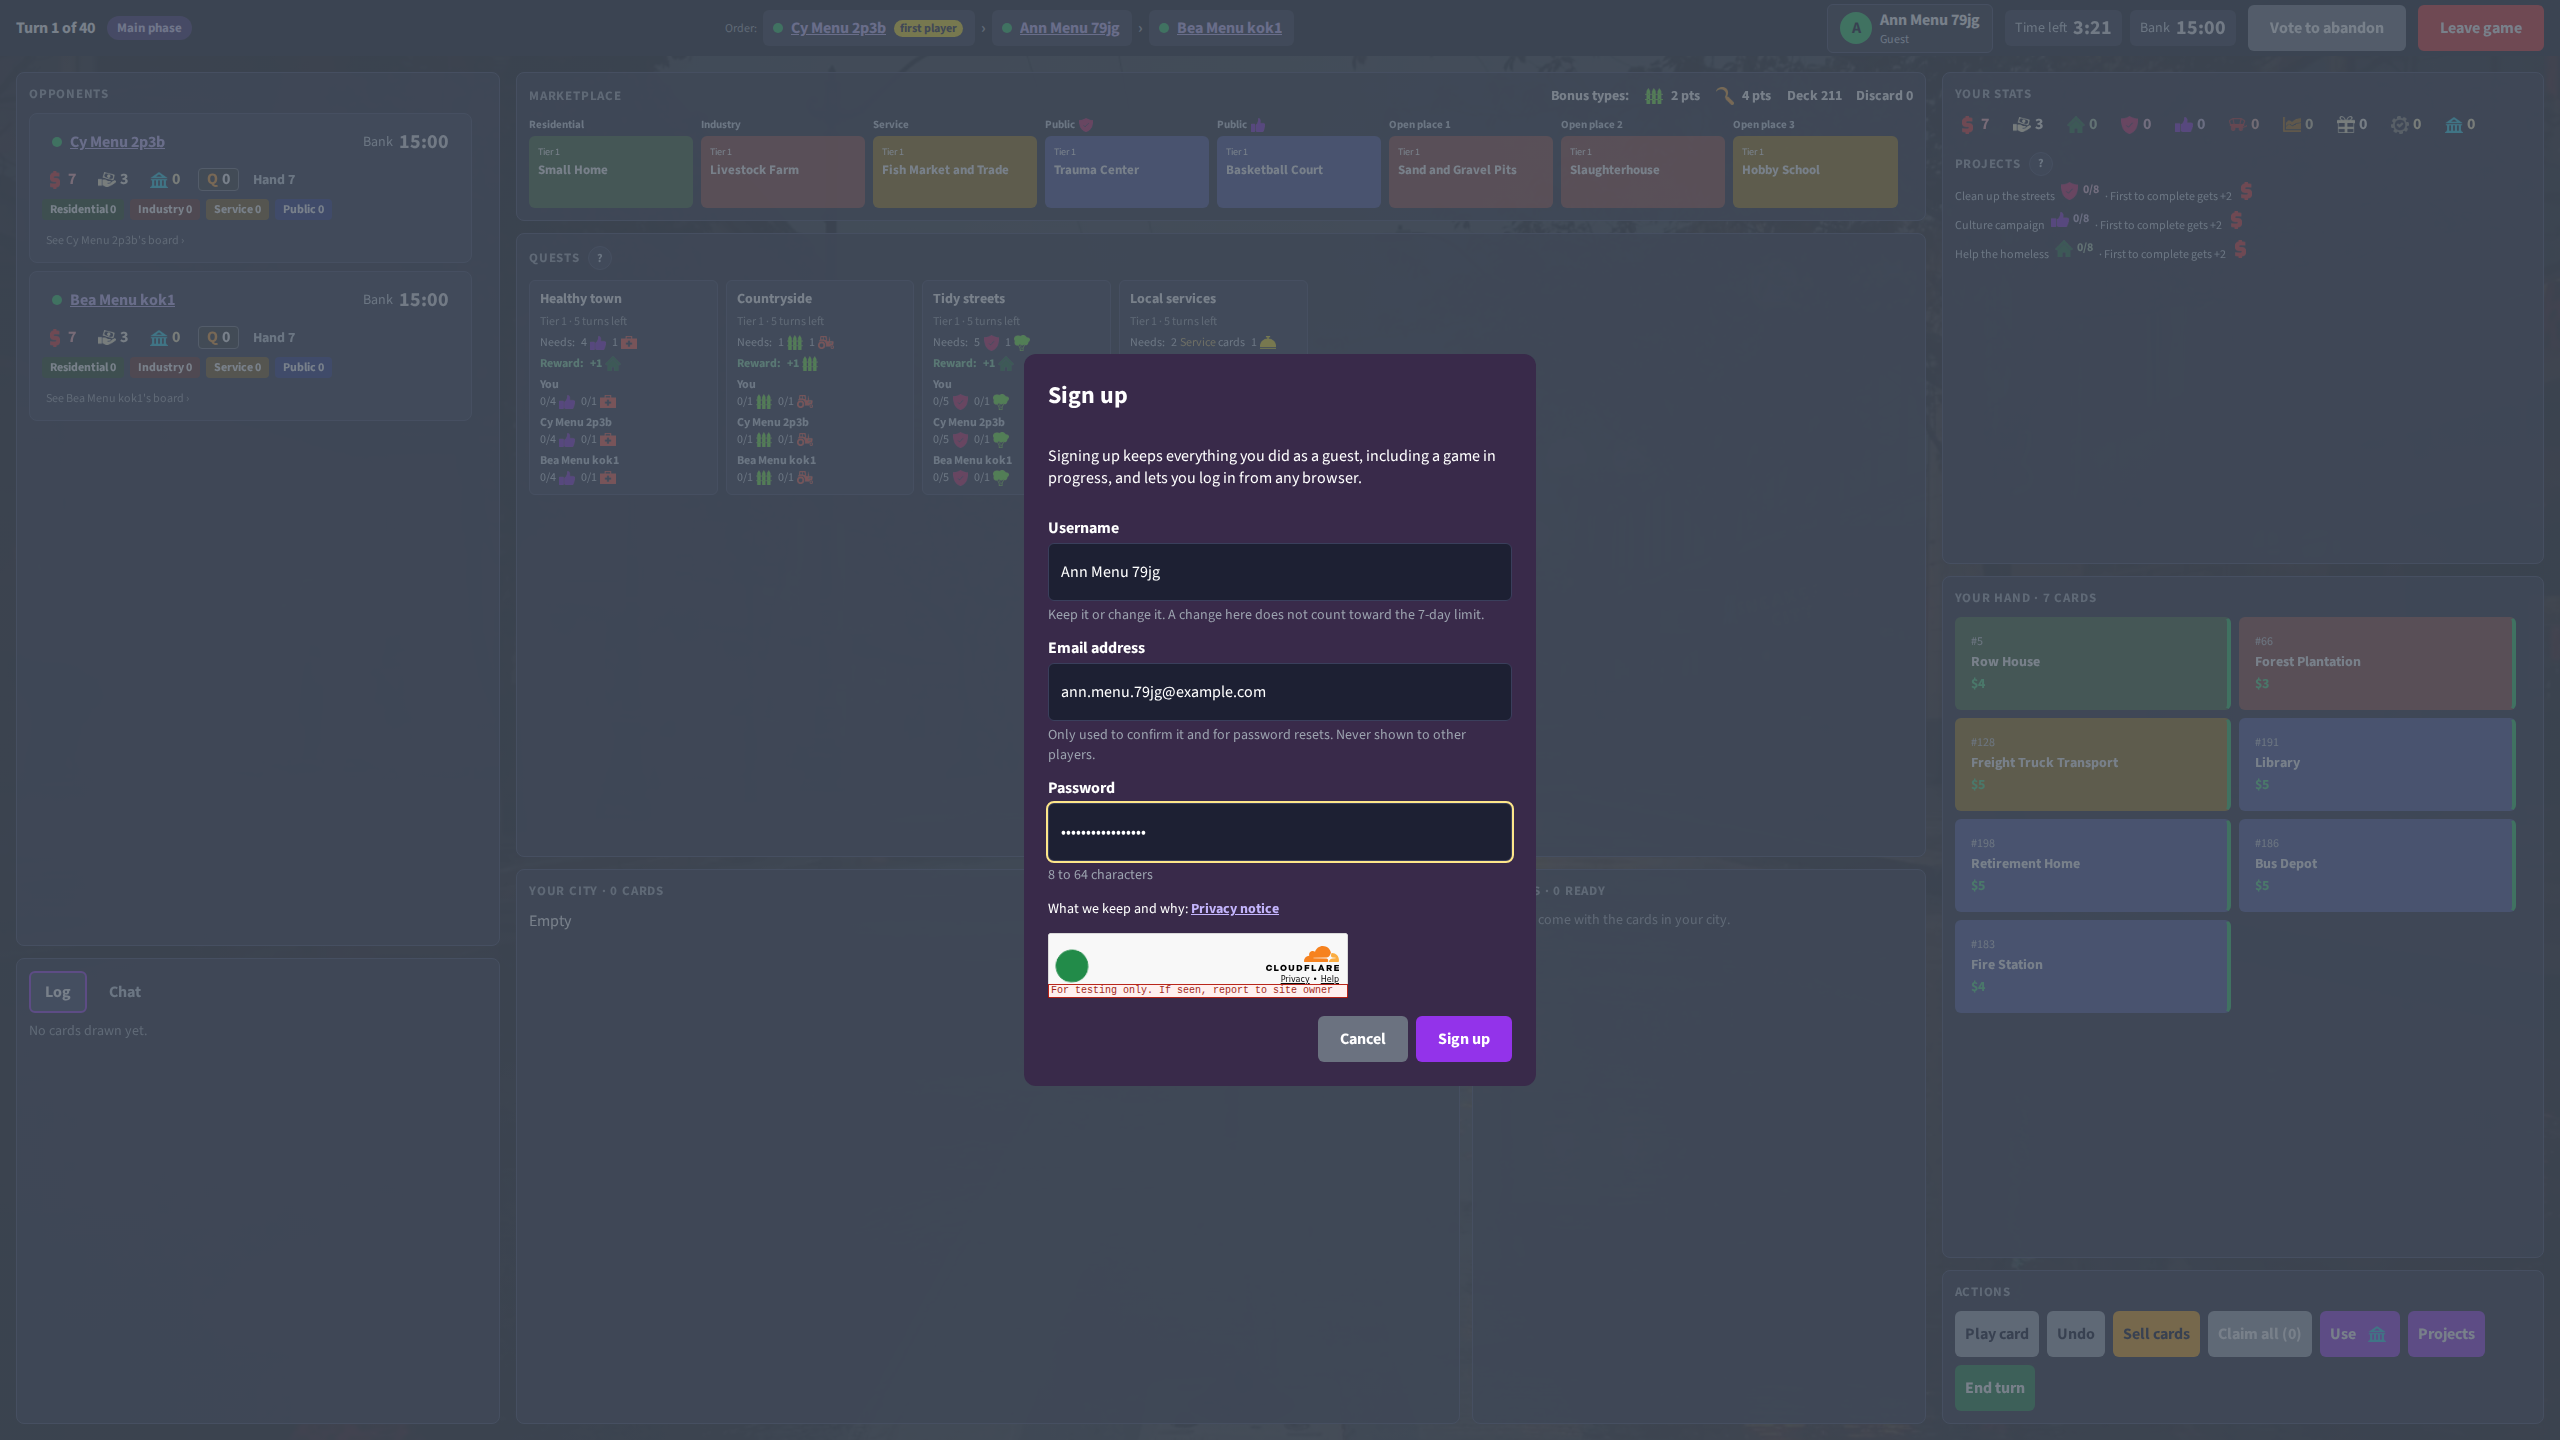 Turn 1 of 40 Main phase
Order: Cy Menu 2p3b first player › Ann Menu 79jg › Bea Menu kok1
A Ann Menu 79jg
Guest
Time left 3:21 Bank 15:00 Vote to abandon Leave game
OPPONENTS
Cy Menu 2p3b Bank 15:00
7 3 0 Q 0 Hand 7
Residential 0 Industry 0 Service 0 Public 0
See Cy Menu 2p3b's board ›
Bea Menu kok1 Bank 15:00
7 3 0 Q 0 Hand 7
Residential 0 Industry 0 Service 0 Public 0
See Bea Menu kok1's board ›
Log Chat
No cards drawn yet.
MARKETPLACE Bonus types: 2 pts 4 pts Deck 211 Discard 0
Residential Industry Service Public Public Open place 1 Open place 2 Open place 3
Tier 1 Tier 1 Tier 1 Tier 1 Tier 1 Tier 1 Tier 1 Tier 1
Small Home Livestock Farm Fish Market and Trade Trauma Center Basketball Court Sand and Gravel Pits Slaughterhouse Hobby School
QUESTS ?
Healthy town
Tier 1 · 5 turns left
Needs: 4 1
Reward: +1
You
0/4 0/1
Cy Menu 2p3b
0/4 0/1
Bea Menu kok1
0/4 0/1
Countryside
Tier 1 · 5 turns left
Needs: 1 1
Reward: +1
You
0/1 0/1
Cy Menu 2p3b
0/1 0/1
Bea Menu kok1
0/1 0/1
Tidy streets
Tier 1 · 5 turns left
Needs: 5 1
Reward: +1
You
0/5 0/1
Cy Menu 2p3b
0/5 0/1
Bea Menu kok1
0/5 0/1
Local services
Tier 1 · 5 turns left
Needs: 2 Service cards 1
Sign up
Signing up keeps everything you did as a guest, including a game in
progress, and lets you log in from any browser.
Username
Ann Menu 79jg
Keep it or change it. A change here does not count toward the 7-day limit.
Email address
ann.menu.79jg@example.com
Only used to confirm it and for password resets. Never shown to other
players.
Password
•••••••••••••••••
8 to 64 characters
What we keep and why: Privacy notice
CLOUDFLARE
Privacy • Help
For testing only. If seen, report to site owner
Cancel Sign up
YOUR CITY · 0 CARDS
Empty
S · 0 READY
come with the cards in your city.
YOUR STATS
7 3 0 0 0 0 0 0 0 0
PROJECTS ?
Clean up the streets 0/8 · First to complete gets +2
Culture campaign 0/8 · First to complete gets +2
Help the homeless 0/8 · First to complete gets +2
YOUR HAND · 7 CARDS
#5
Row House
$4
#66
Forest Plantation
$3
#128
Freight Truck Transport
$5
#191
Library
$5
#198
Retirement Home
$5
#186
Bus Depot
$5
#183
Fire Station
$4
ACTIONS
Play card Undo Sell cards Claim all (0) Use Projects
End turn